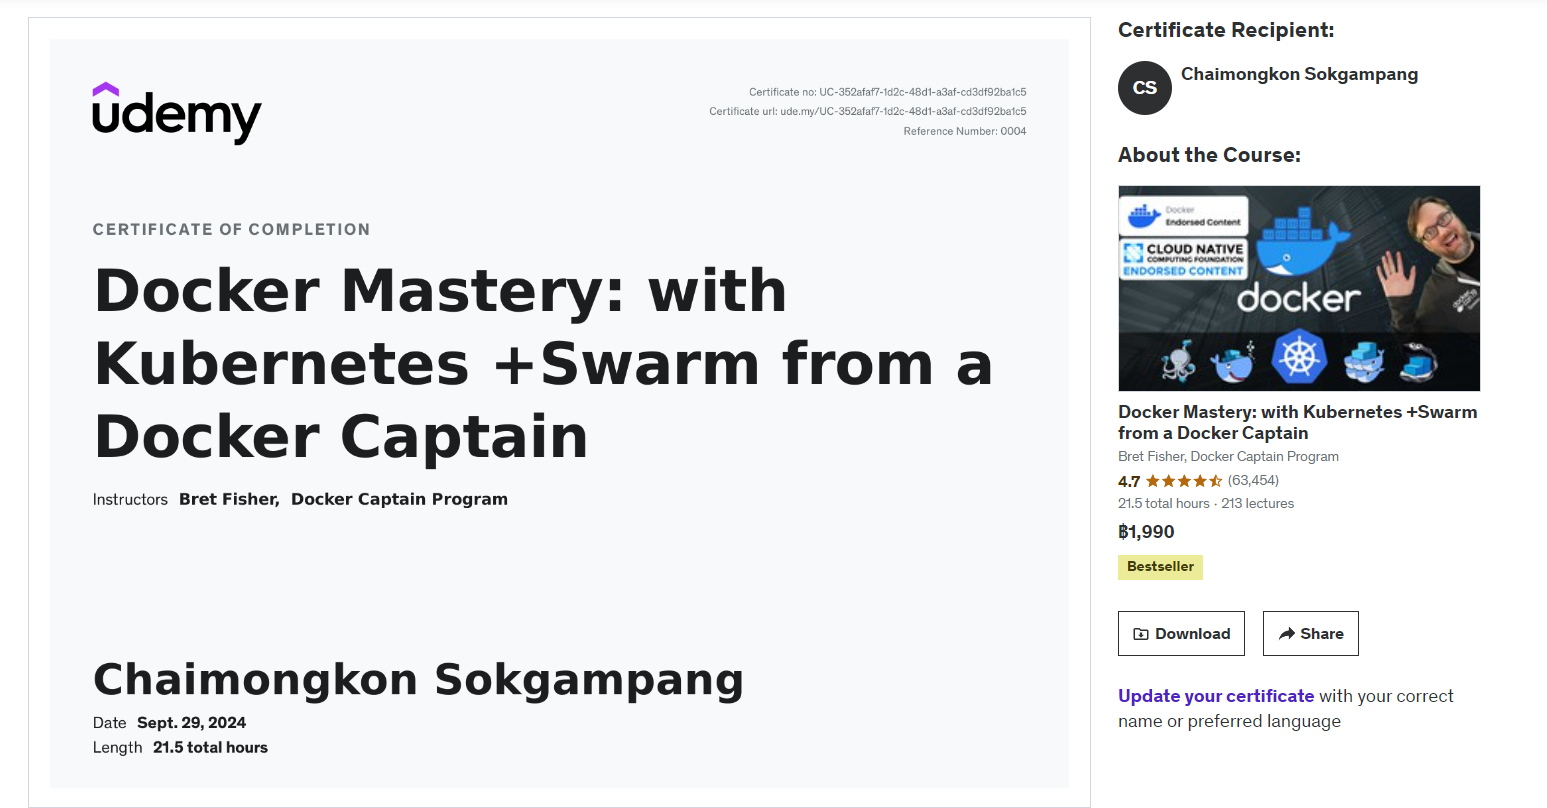 udemy
Certificate no: UC-352afaf7-1d2c-48d1-a3af-cd3df92ba1c5
Certificate url: ude.my/UC-352afaf7-1d2c-48d1-a3af-cd3df92ba1c5
Reference Number: 0004
CERTIFICATE OF COMPLETION
Docker Mastery: with
Kubernetes +Swarm from a
Docker Captain
Instructors Bret Fisher, Docker Captain Program
Chaimongkon Sokgampang
Date Sept. 29, 2024
Length 21.5 total hours
Certificate Recipient:
CS
Chaimongkon Sokgampang
About the Course:
Docker
Endorsed Content
CLOUD NATIVE
COMPUTING FOUNDATION
ENDORSED CONTENT
docker
Docker Mastery: with Kubernetes +Swarm
from a Docker Captain
Bret Fisher, Docker Captain Program
4.7 (63,454)
21.5 total hours · 213 lectures
฿1,990
Bestseller
Download
Share
Update your certificate with your correct
name or preferred language